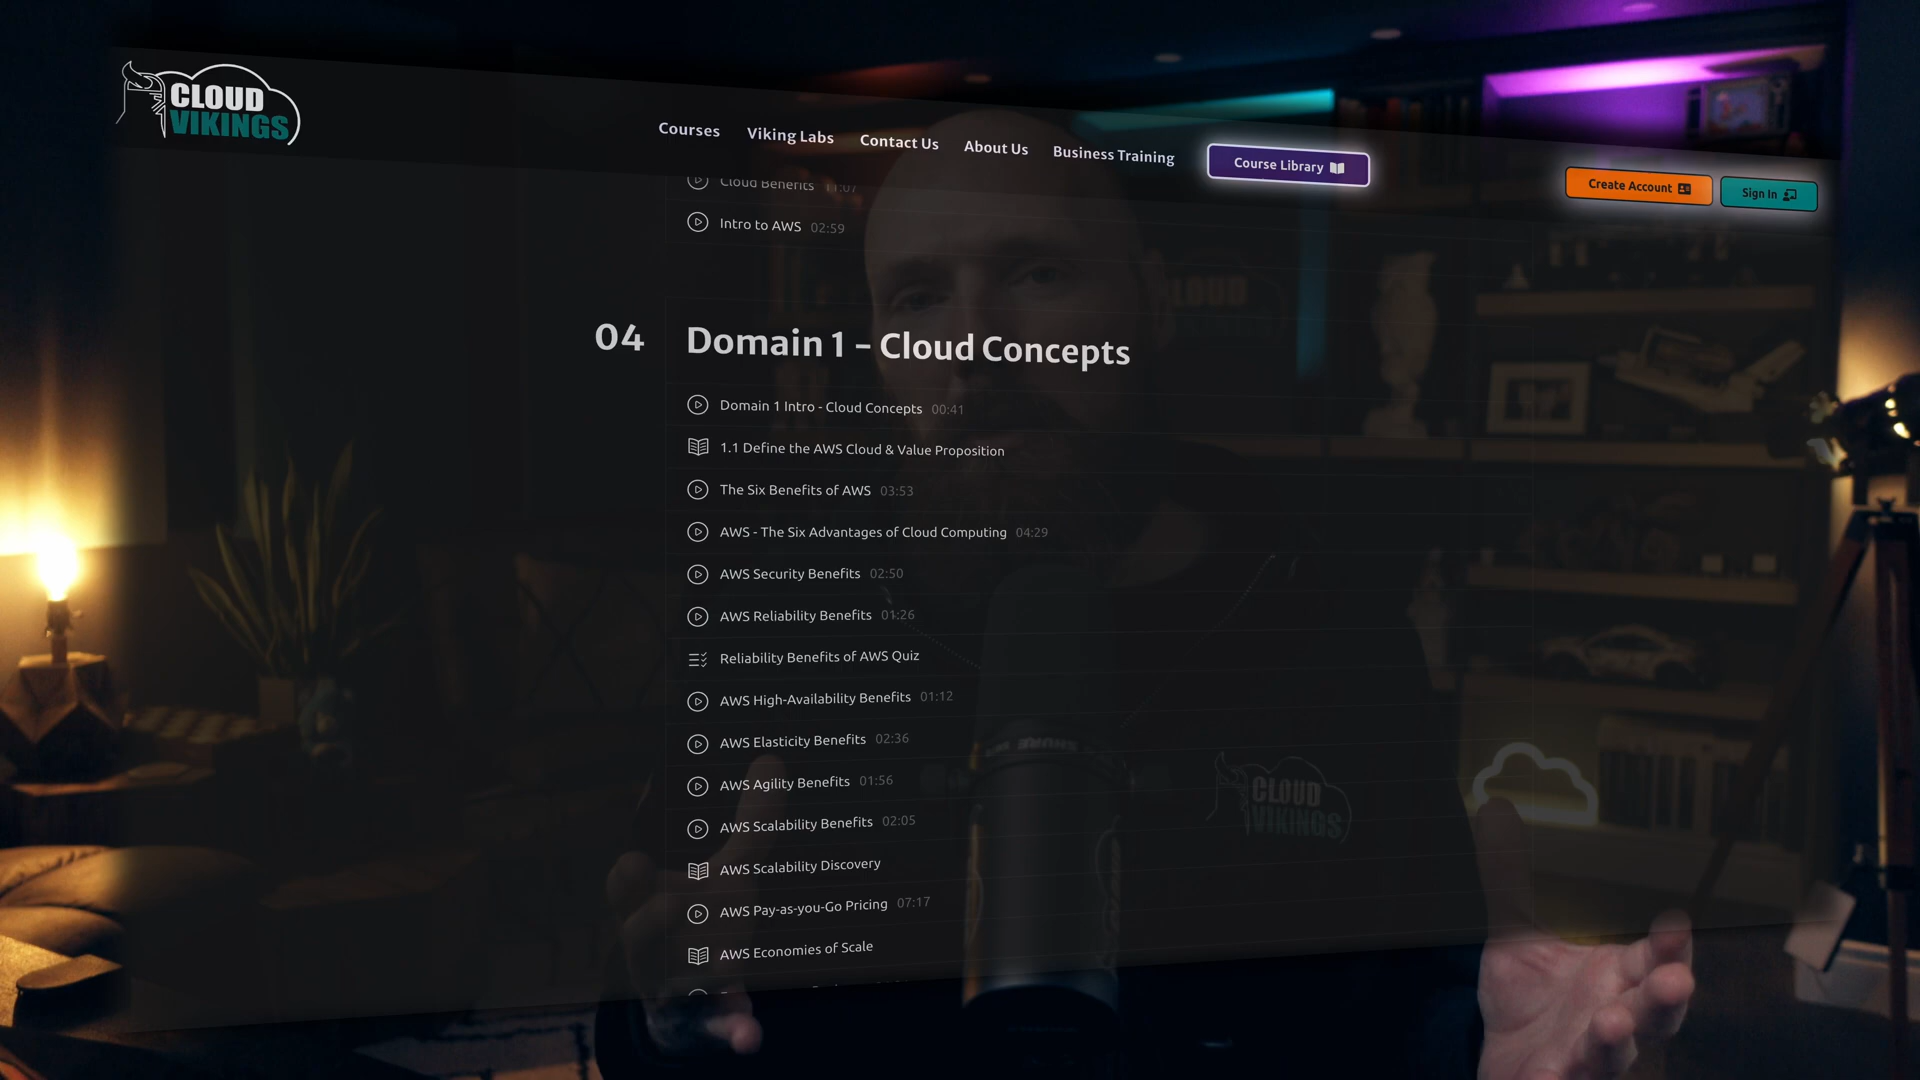 CLOUD
VIKINGS
Courses
Viking Labs
Contact Us
About Us
Business Training
Course Library
Create Account
Sign In
Cloud Benefits 11:07
Intro to AWS 02:59
04
Domain 1 – Cloud Concepts
Domain 1 Intro - Cloud Concepts 00:41
1.1 Define the AWS Cloud & Value Proposition
The Six Benefits of AWS 03:53
AWS - The Six Advantages of Cloud Computing 04:29
AWS Security Benefits 02:50
AWS Reliability Benefits 01:26
Reliability Benefits of AWS Quiz
AWS High-Availability Benefits 01:12
AWS Elasticity Benefits 02:36
AWS Agility Benefits 01:56
AWS Scalability Benefits 02:05
AWS Scalability Discovery
AWS Pay-as-you-Go Pricing 07:17
AWS Economies of Scale
CLOUD
VIKINGS
CLOUD